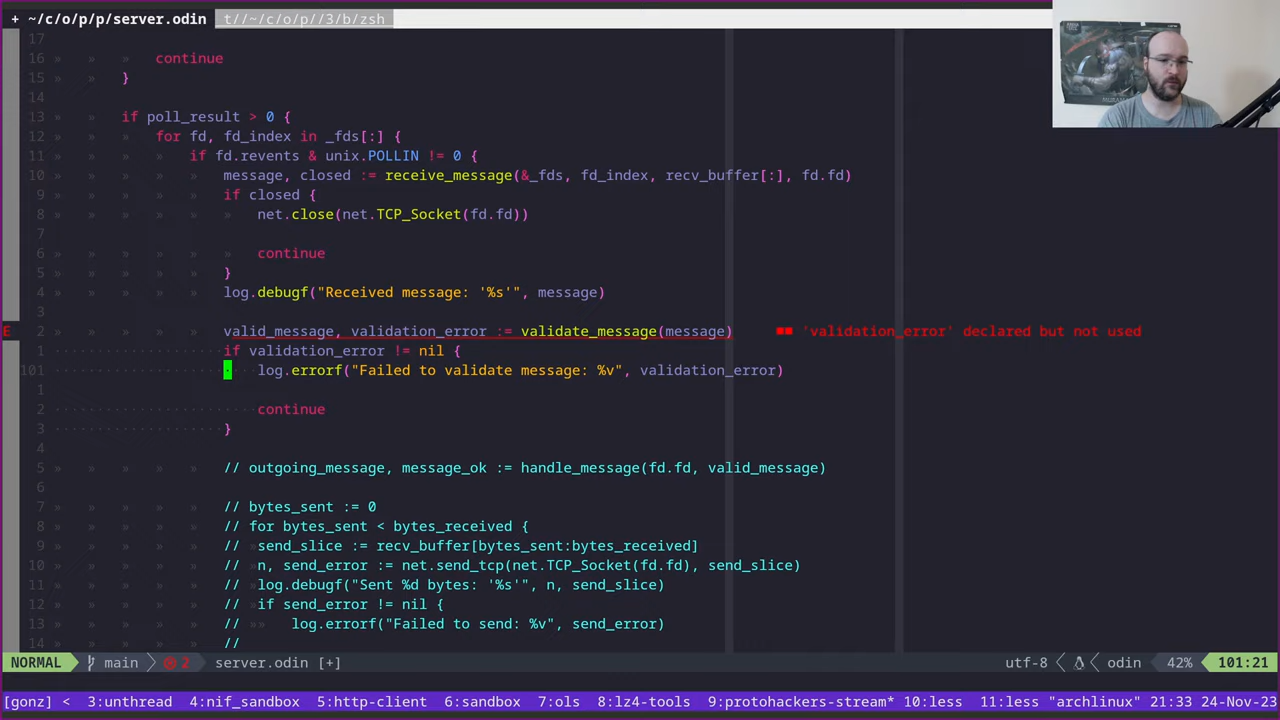 + ~/c/o/p/p/server.odin  t//~/c/o/p//3/b/zsh
17
16 » » » continue
15 » » }
14
13 » » if poll_result > 0 {
12 » » » for fd, fd_index in _fds[:] {
11 » » » » if fd.revents & unix.POLLIN != 0 {
10 » » » » » message, closed := receive_message(&_fds, fd_index, recv_buffer[:], fd.fd)
9 » » » » » if closed {
8 » » » » » » net.close(net.TCP_Socket(fd.fd))
7
6 » » » » » » continue
5 » » » » » }
4 » » » » » log.debugf("Received message: '%s'", message)
3
E 2 » » » » » valid_message, validation_error := validate_message(message) ■■ 'validation_error' declared but not used
1 if validation_error != nil {
101 log.errorf("Failed to validate message: %v", validation_error)
1
2 continue
3 }
4
5 » » » » » // outgoing_message, message_ok := handle_message(fd.fd, valid_message)
6
7 » » » » » // bytes_sent := 0
8 » » » » » // for bytes_sent < bytes_received {
9 » » » » » // »send_slice := recv_buffer[bytes_sent:bytes_received]
10 » » » » » // »n, send_error := net.send_tcp(net.TCP_Socket(fd.fd), send_slice)
11 » » » » » // »log.debugf("Sent %d bytes: '%s'", n, send_slice)
12 » » » » » // »if send_error != nil {
13 » » » » » // »» log.errorf("Failed to send: %v", send_error)
14 » » » » » //
NORMAL main 2 server.odin [+] utf-8 odin 42% 101:21
[gonz] < 3:unthread 4:nif_sandbox 5:http-client 6:sandbox 7:ols 8:lz4-tools 9:protohackers-stream* 10:less 11:less "archlinux" 21:33 24-Nov-23